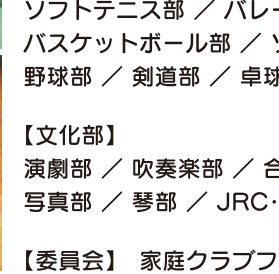 ソフトテニス部 ／ バレー
バスケットボール部 ／
野球部 ／ 剣道部 ／ 卓球
【文化部】
演劇部 ／ 吹奏楽部 ／ 合
写真部 ／ 琴部 ／ JRC・
【委員会】 家庭クラブフ